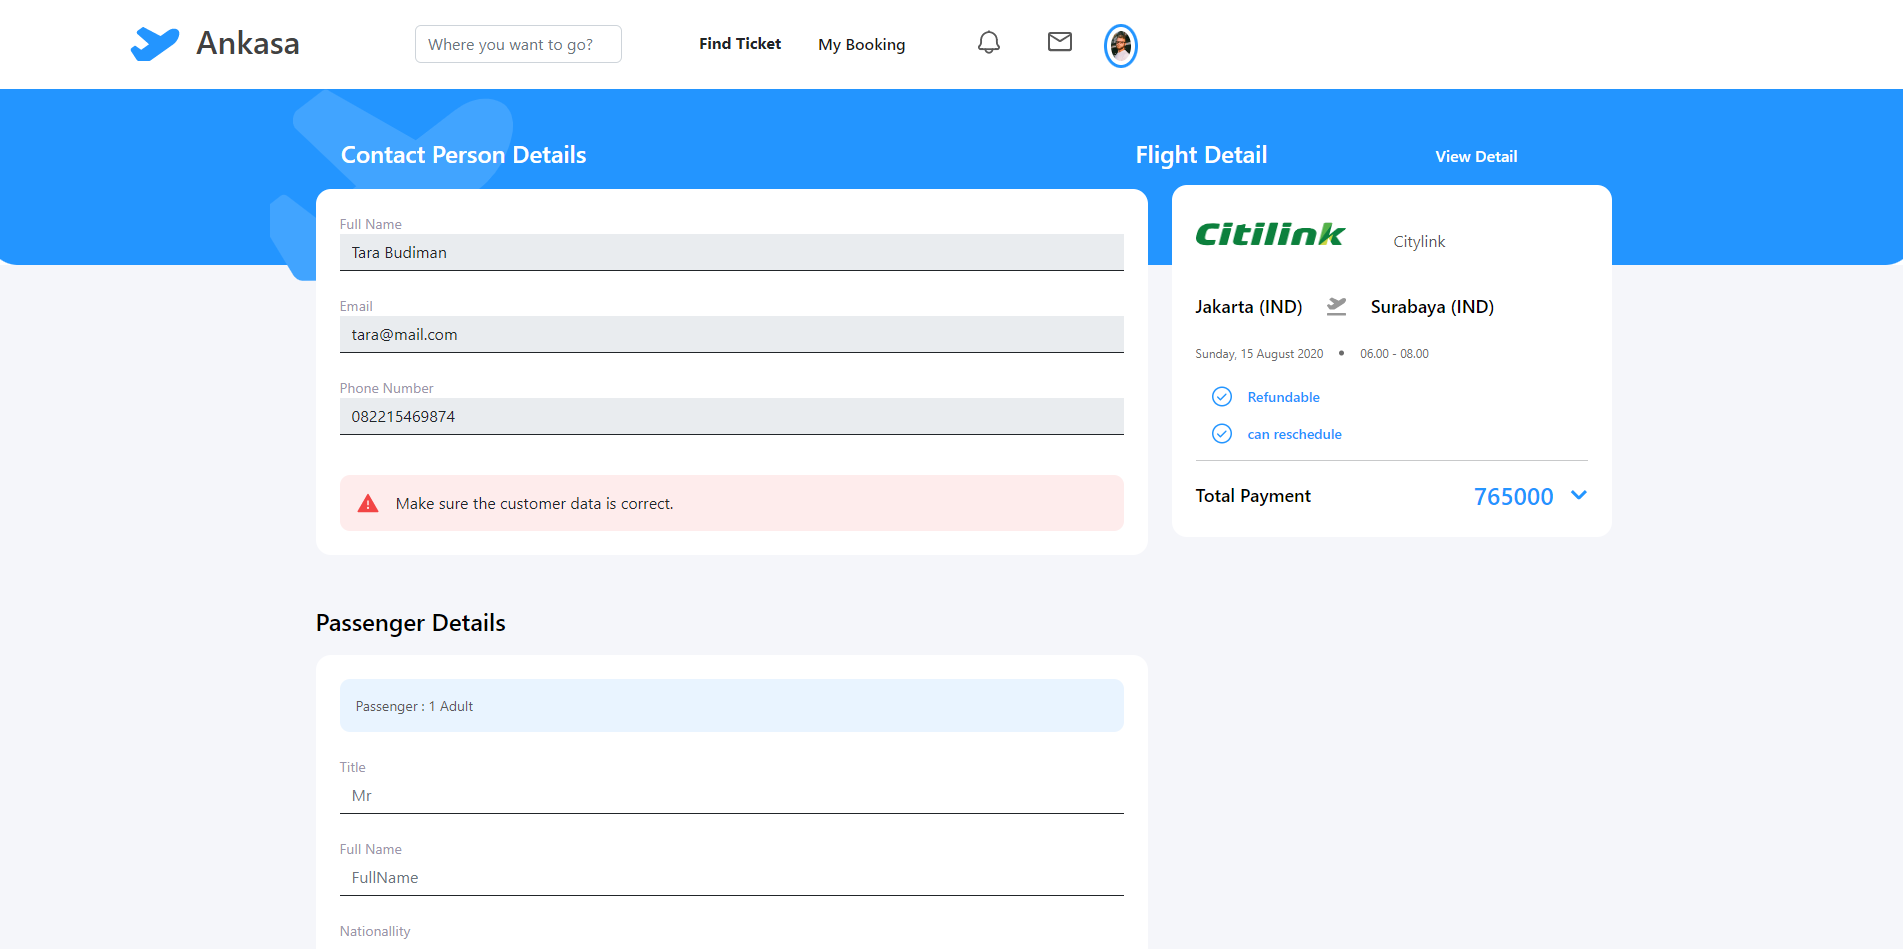 Ankasa
Where you want to go?
Find Ticket
My Booking
Contact Person Details
Flight Detail
View Detail
Full Name
Tara Budiman
Email
tara@mail.com
Phone Number
082215469874
Make sure the customer data is correct.
Citilink
Citylink
Jakarta (IND)
Surabaya (IND)
Sunday, 15 August 2020 • 06.00 - 08.00
Refundable
can reschedule
Total Payment
765000
Passenger Details
Passenger : 1 Adult
Title
Mr
Full Name
FullName
Nationallity